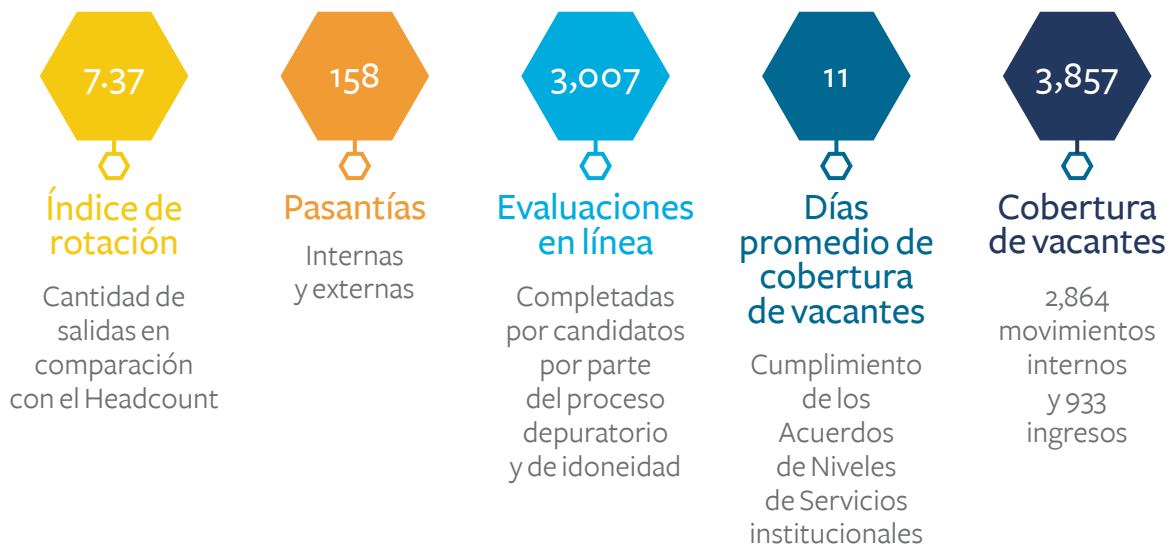 7.37
Índice de
rotación
Cantidad de
salidas en
comparación
con el Headcount
158
Pasantías
Internas
y externas
3,007
Evaluaciones
en línea
Completadas
por candidatos
por parte
del proceso
depuratorio
y de idoneidad
11
Días
promedio de
cobertura
de vacantes
Cumplimiento
de los
Acuerdos
de Niveles
de Servicios
institucionales
3,857
Cobertura
de vacantes
2,864
movimientos
internos
y 933
ingresos